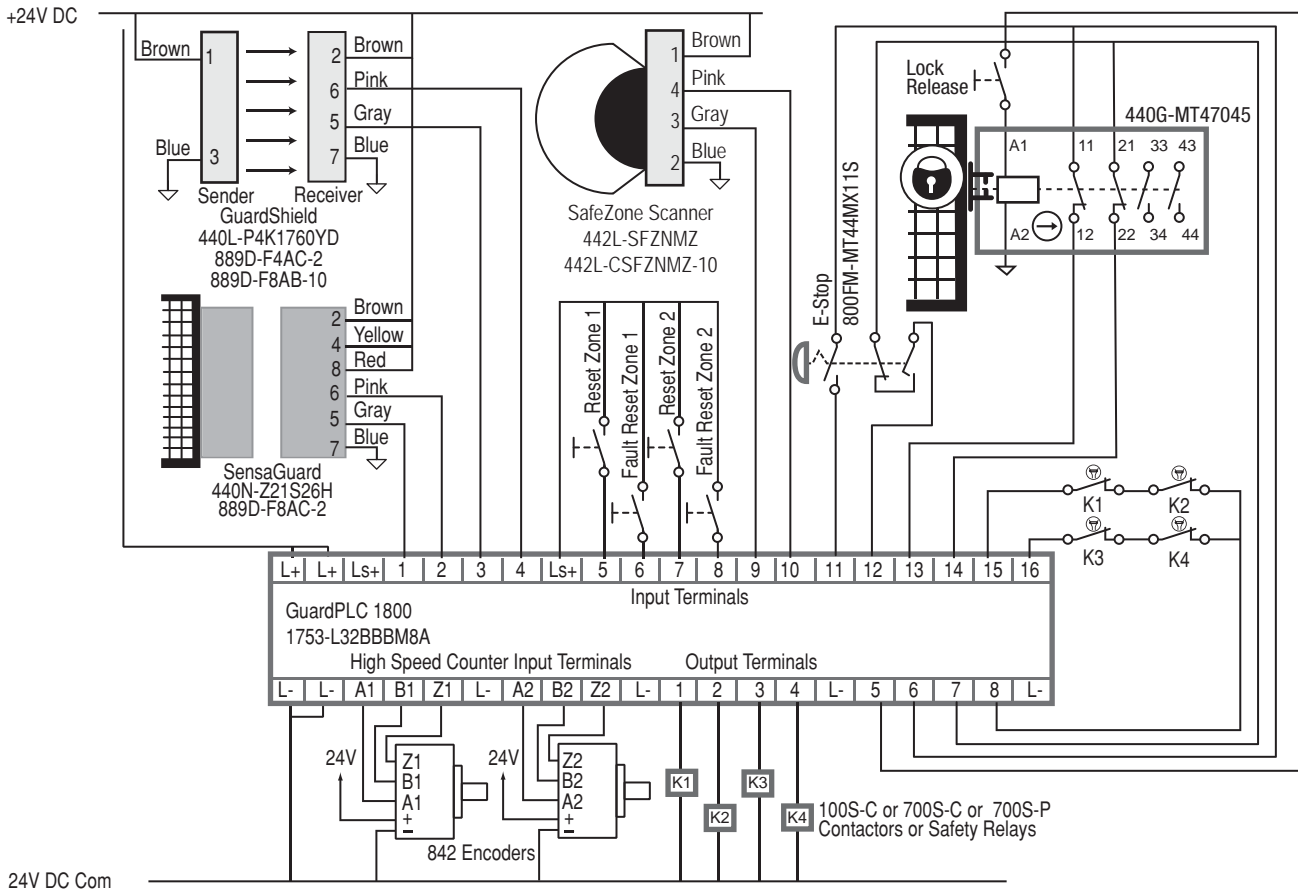 +24V DC
Brown
1
2
Brown
6
Pink
5
Gray
Blue
3
7
Blue
Sender
Receiver
GuardShield
440L-P4K1760YD
889D-F4AC-2
889D-F8AB-10
2
Brown
4
Yellow
8
Red
6
Pink
5
Gray
7
Blue
SensaGuard
440N-Z21S26H
889D-F8AC-2
1
Brown
4
Pink
3
Gray
2
Blue
SafeZone Scanner
442L-SFZNMZ
442L-CSFZNMZ-10
Reset Zone 1
Fault Reset Zone 1
Reset Zone 2
Fault Reset Zone 2
E-Stop
800FM-MT44MX11S
Lock
Release
440G-MT47045
A1 11 21 33 43
A2 12 22 34 44
K1 K2
K3 K4
L+ L+ Ls+ 1 2 3 4 Ls+ 5 6 7 8 9 10 11 12 13 14 15 16
Input Terminals
GuardPLC 1800
1753-L32BBBM8A
High Speed Counter Input Terminals
Output Terminals
L- L- A1 B1 Z1 L- A2 B2 Z2 L- 1 2 3 4 L- 5 6 7 8 L-
24V
Z1
B1
A1
+
–
24V
Z2
B2
A2
+
–
842 Encoders
K1
K2
K3
K4
100S-C or 700S-C or 700S-P
Contactors or Safety Relays
24V DC Com